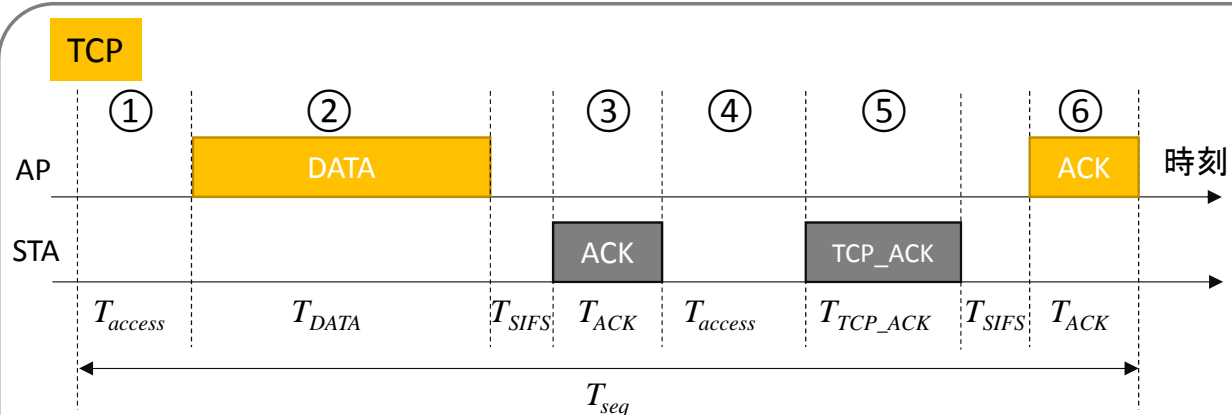 TCP
① ② ③ ④ ⑤ ⑥
AP DATA ACK 時刻
STA ACK TCP_ACK
T_access T_DATA T_SIFS T_ACK T_access T_TCP_ACK T_SIFS T_ACK
T_seq